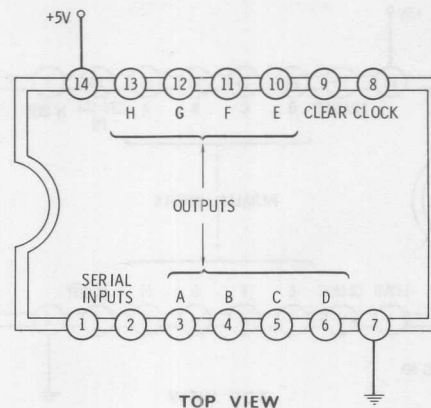 +5V
14 13 12 11 10 9 8
H G F E CLEAR CLOCK
OUTPUTS
SERIAL
INPUTS
A B C D
1 2 3 4 5 6 7
TOP VIEW